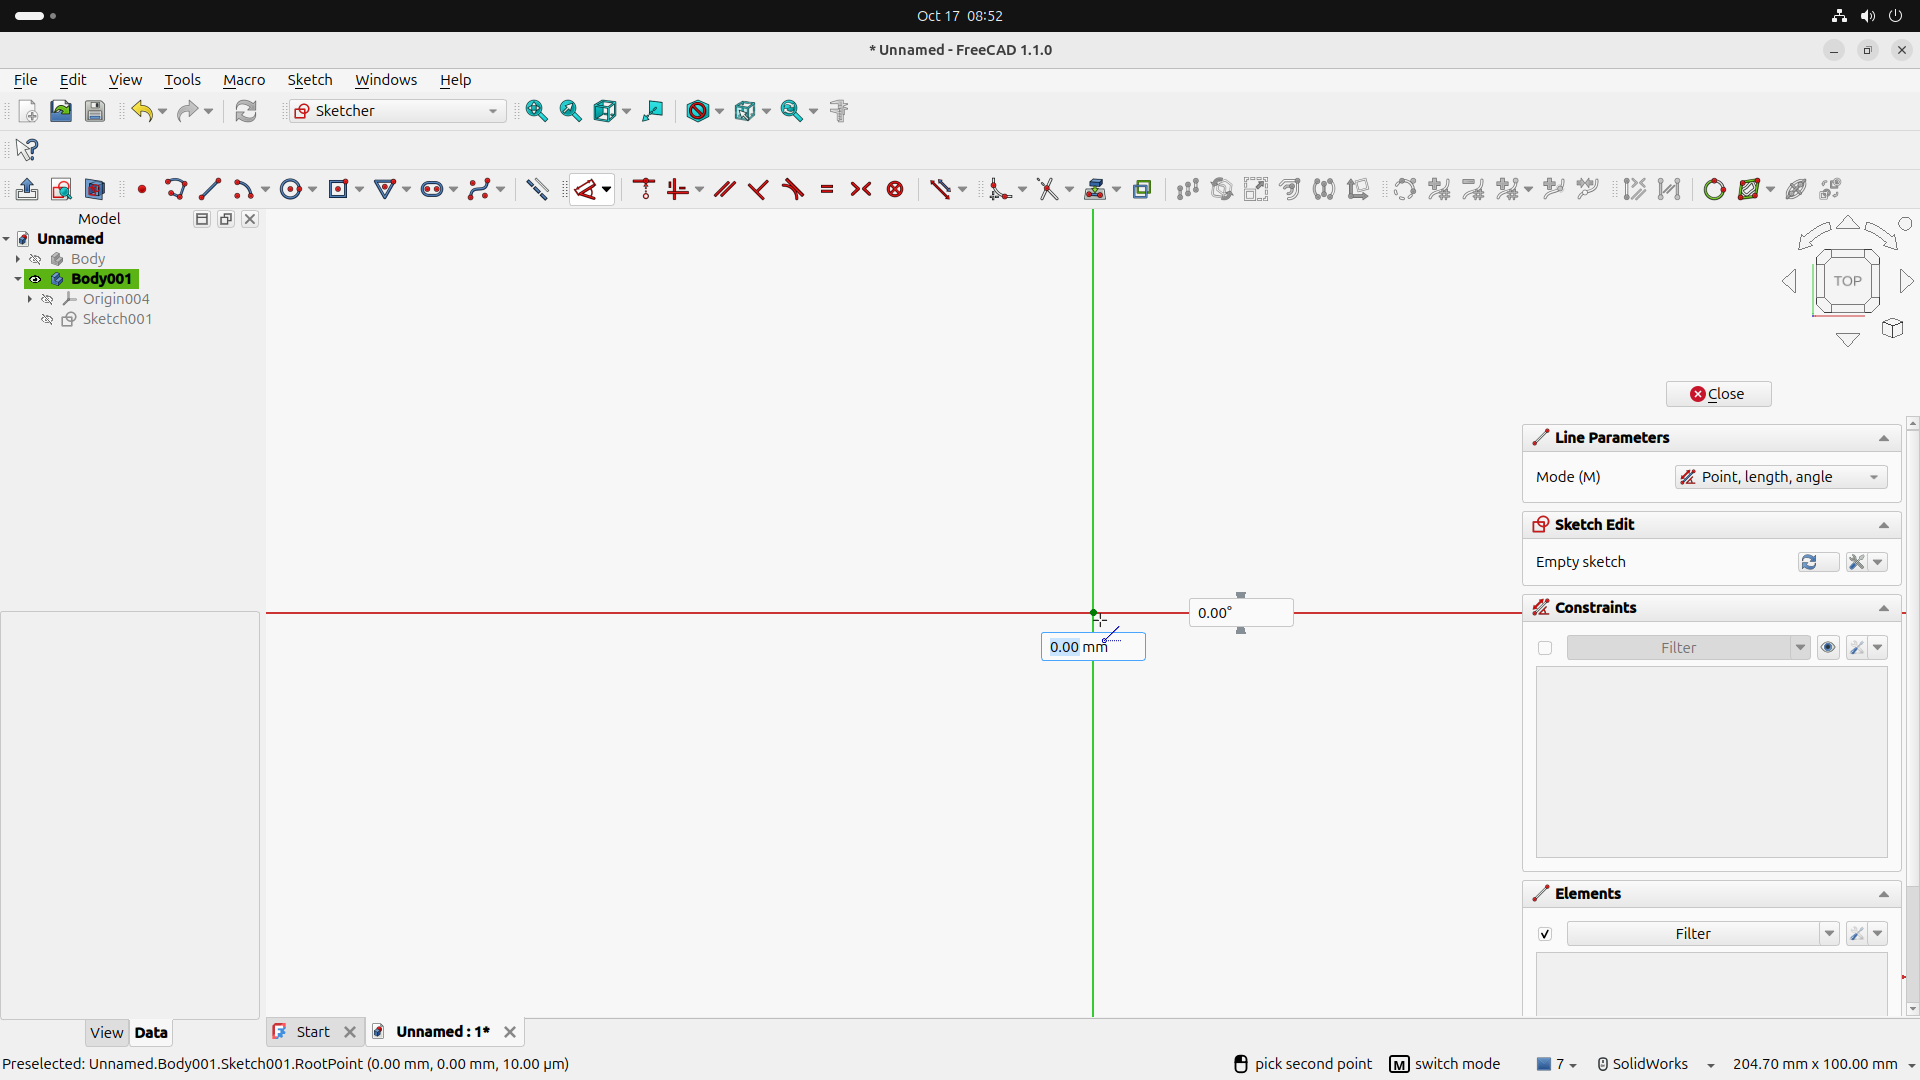 Oct 17 08:52
* Unnamed - FreeCAD 1.1.0
File Edit View Tools Macro Sketch Windows Help
Sketcher
Model
Unnamed
Body
Body001
Origin004
Sketch001
TOP
Close
Line Parameters
Mode (M) Point, length, angle
Sketch Edit
Empty sketch
Constraints
Filter
Elements
Filter
0.00°
0.00 mm
View Data
Start Unnamed : 1*
Preselected: Unnamed.Body001.Sketch001.RootPoint (0.00 mm, 0.00 mm, 10.00 µm) pick second point M switch mode 7 SolidWorks 204.70 mm x 100.00 mm